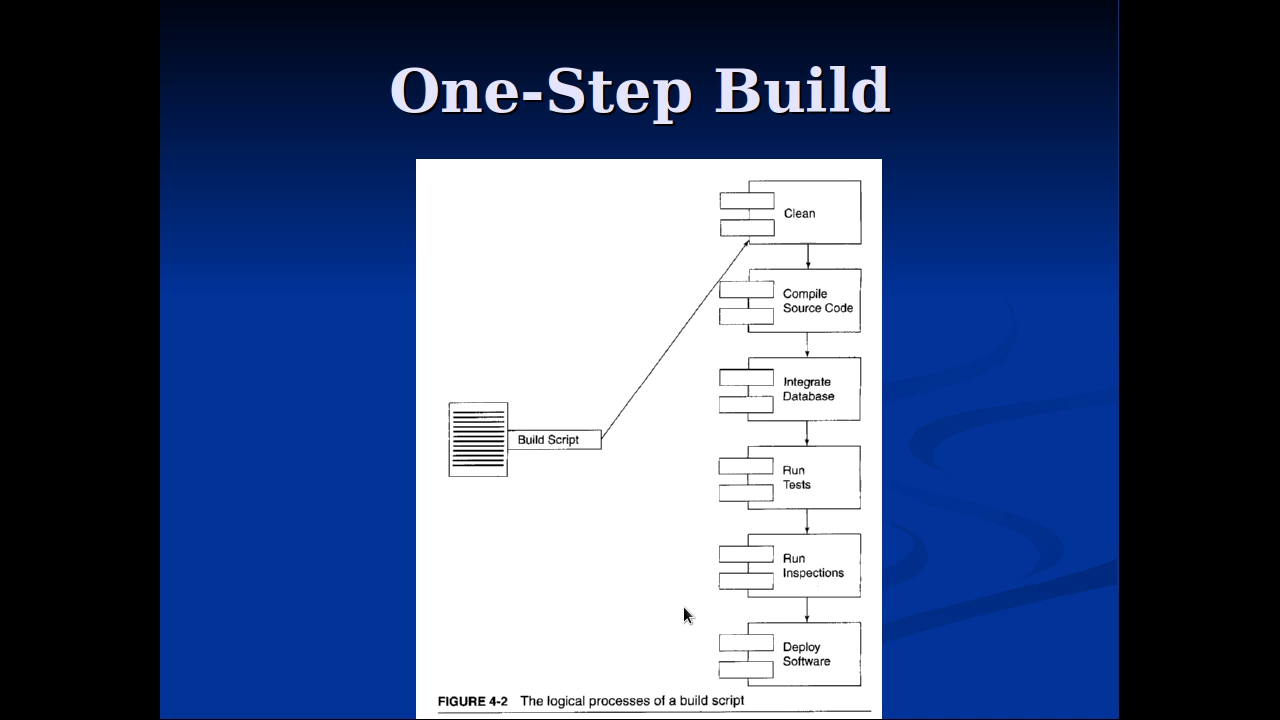 One-Step Build
Clean
Compile
Source Code
Integrate
Database
Build Script
Run
Tests
Run
Inspections
Deploy
Software
FIGURE 4-2 The logical processes of a build script